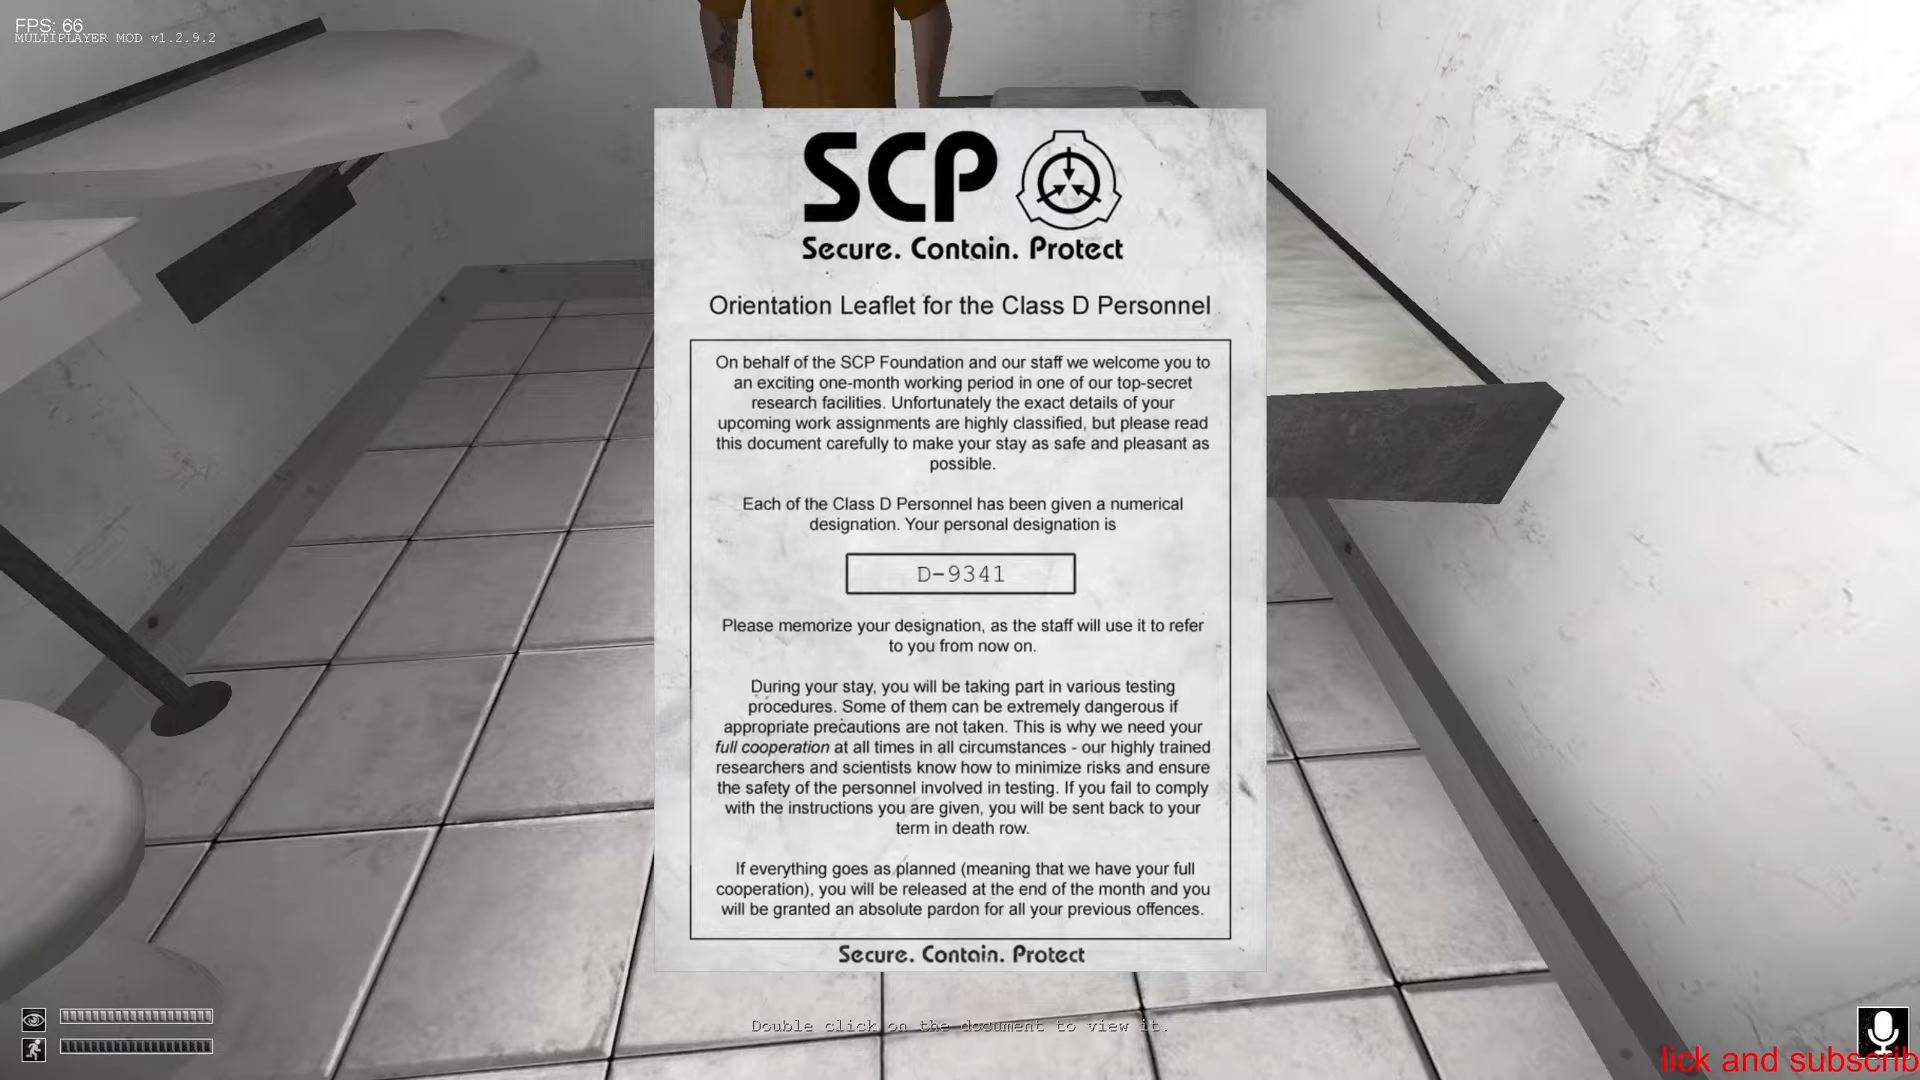 FPS: 66
MULTIPLAYER MOD v1.2.9.2
SCP
Secure. Contain. Protect
Orientation Leaflet for the Class D Personnel
On behalf of the SCP Foundation and our staff we welcome you to
an exciting one-month working period in one of our top-secret
research facilities. Unfortunately the exact details of your
upcoming work assignments are highly classified, but please read
this document carefully to make your stay as safe and pleasant as
possible.
Each of the Class D Personnel has been given a numerical
designation. Your personal designation is
D-9341
Please memorize your designation, as the staff will use it to refer
to you from now on.
During your stay, you will be taking part in various testing
procedures. Some of them can be extremely dangerous if
appropriate precautions are not taken. This is why we need your
full cooperation at all times in all circumstances - our highly trained
researchers and scientists know how to minimize risks and ensure
the safety of the personnel involved in testing. If you fail to comply
with the instructions you are given, you will be sent back to your
term in death row.
If everything goes as planned (meaning that we have your full
cooperation), you will be released at the end of the month and you
will be granted an absolute pardon for all your previous offences.
Secure. Contain. Protect
Double click on the document to view it.
lick and subscrib